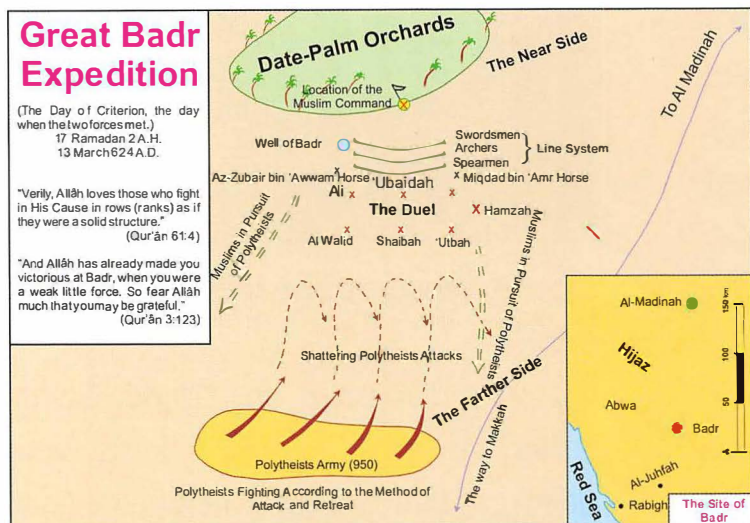 Great Badr
Expedition
(The Day of Criterion, the day
when the two forces met.)
17 Ramadan 2 A.H.
13 March 624 A.D.
"Verily, Allâh loves those who fight
in His Cause in rows (ranks) as if
they were a solid structure."
(Qur'ân 61:4)
"And Allâh has already made you
victorious at Badr, when you were
a weak little force. So fear Allâh
much that you may be grateful."
(Qur'ân 3:123)
Date-Palm Orchards
The Near Side
To Al Madinah
Location of the
Muslim Command
Well of Badr
Swordsmen
Archers
Spearmen
Line System
Az-Zubair bin 'Awwam Horse
Miqdad bin 'Amr Horse
Ali
Ubaidah
The Duel
Hamzah
Al Walid
Shaibah
'Utbah
Muslims in Pursuit
of Polytheists
Muslims in Pursuit of Polytheists
Shattering Polytheists Attacks
The Farther Side
Polytheists Army (950)
The way to Makkah
Polytheists Fighting According to the Method of
Attack and Retreat
Al-Madinah
Hijaz
Abwa
Badr
Al-Juhfah
Rabigh
Red Sea
150 km
100
50
The Site of
Badr